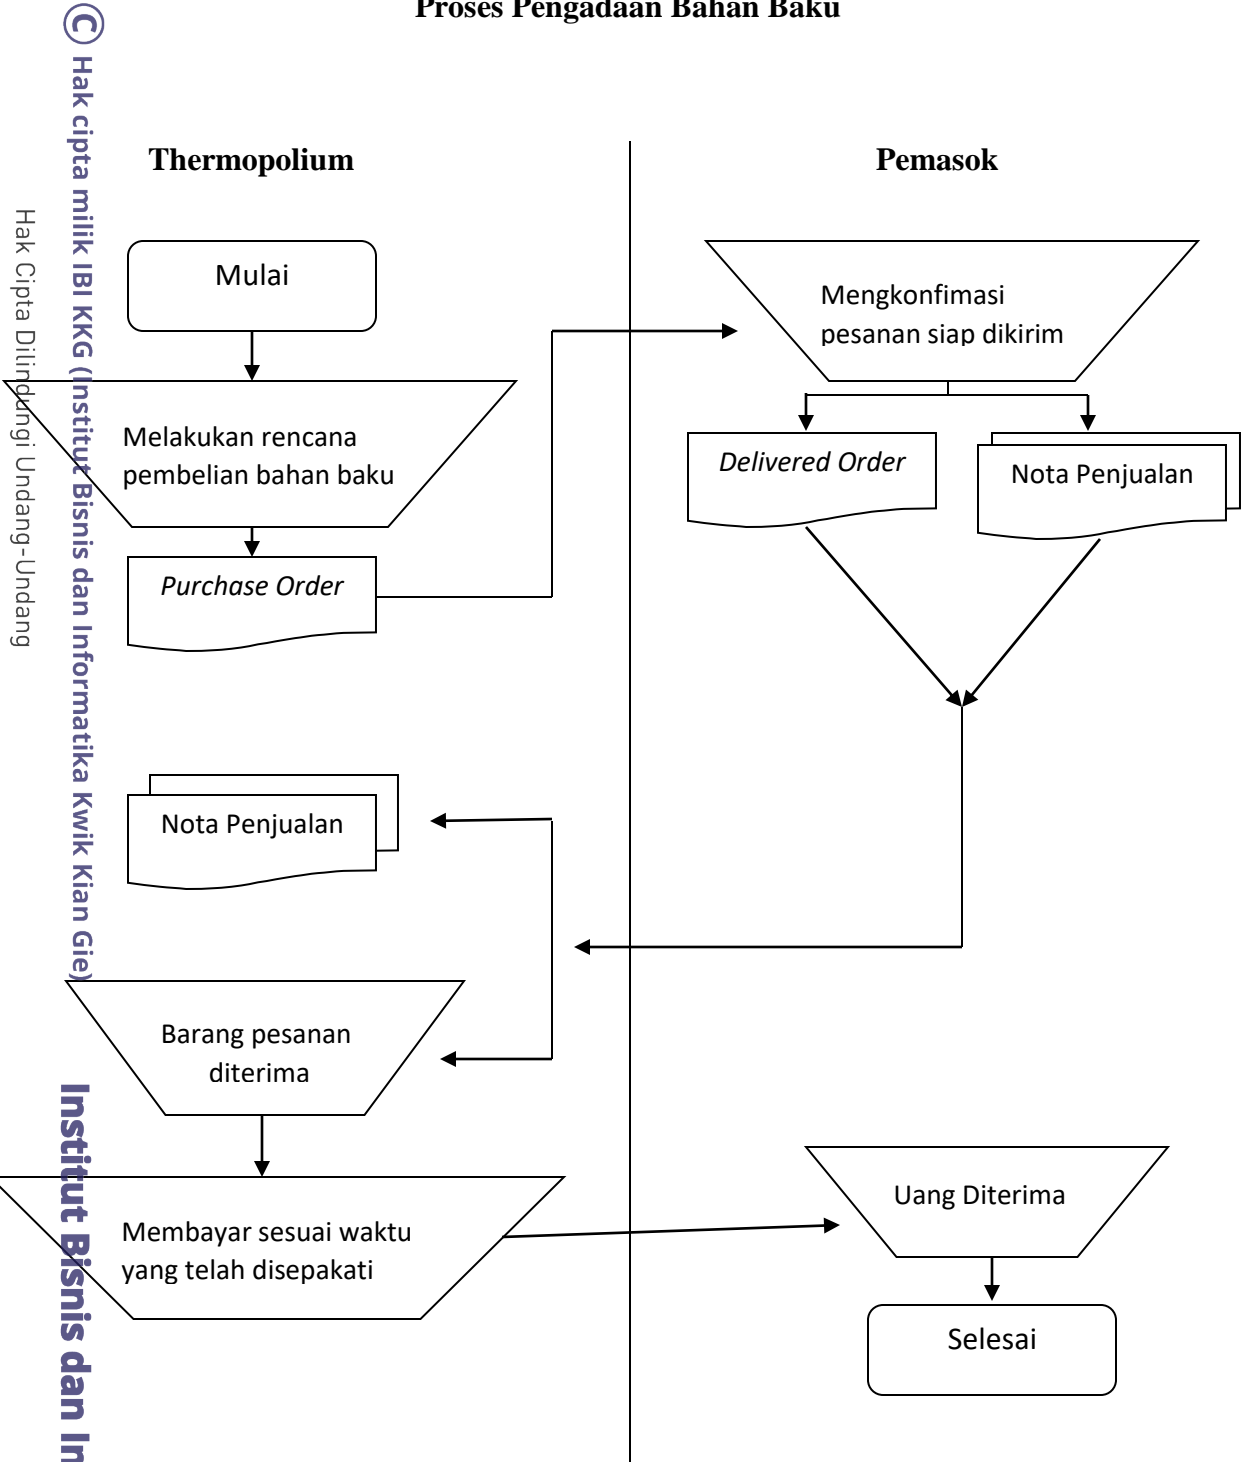 Proses Pengadaan Bahan Baku
Thermopolium
Pemasok
Mulai
Mengkonfimasi
pesanan siap dikirim
Melakukan rencana
pembelian bahan baku
Delivered Order
Nota Penjualan
Purchase Order
Nota Penjualan
Barang pesanan
diterima
Uang Diterima
Membayar sesuai waktu
yang telah disepakati
Selesai
© Hak cipta milik IBI KKG (Institut Bisnis dan Informatika Kwik Kian Gie)
Hak Cipta Dilindungi Undang-Undang
Institut Bisnis dan In